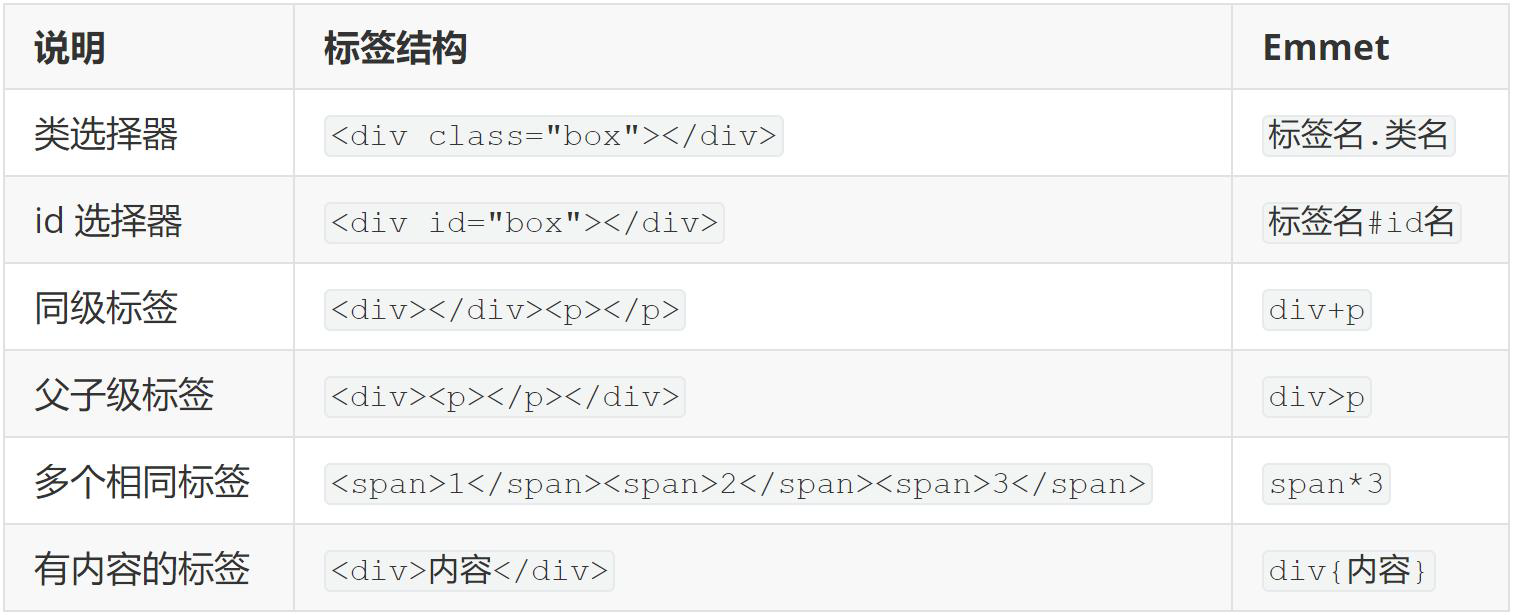 说明 标签结构 Emmet
类选择器 <div class="box"></div> 标签名.类名
id 选择器 <div id="box"></div> 标签名#id名
同级标签 <div></div><p></p> div+p
父子级标签 <div><p></p></div> div>p
多个相同标签 <span>1</span><span>2</span><span>3</span> span*3
有内容的标签 <div>内容</div> div{内容}